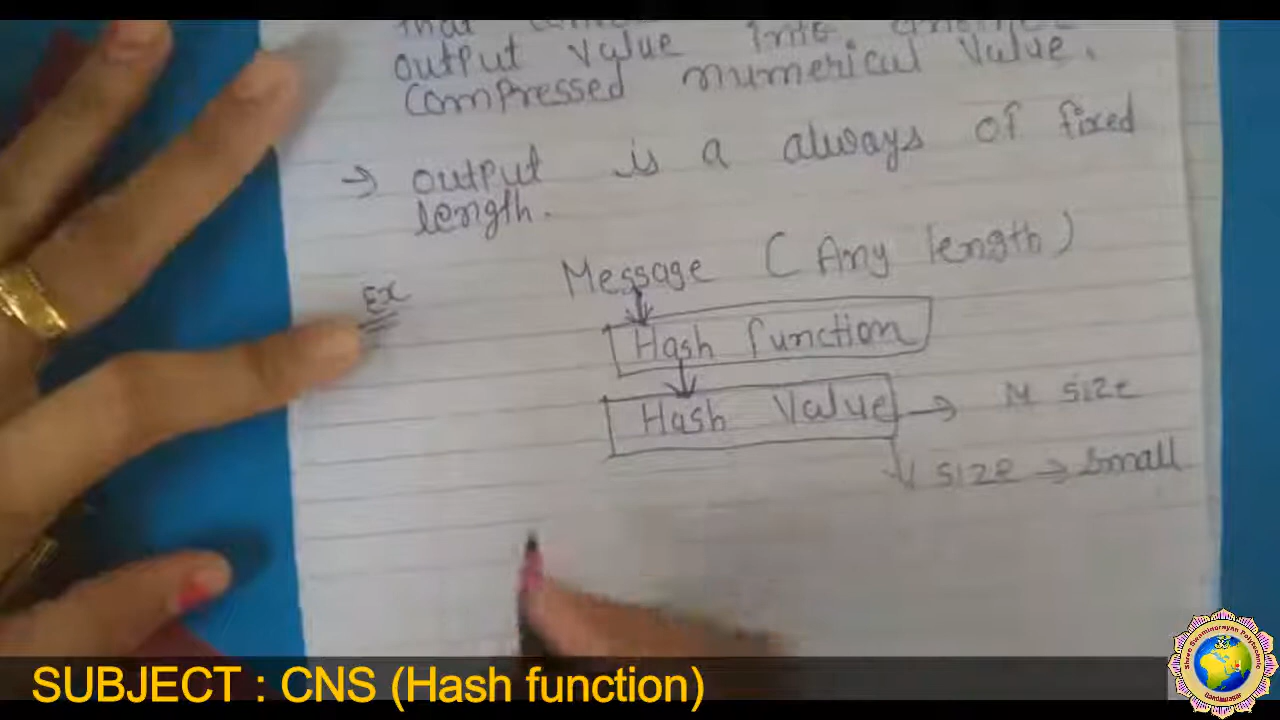 that
output value into
compressed numerical value.
→ output is a always of fixed
length.
Ex
Message (Any length)
Hash function
Hash Value → M size
size → small
SUBJECT : CNS (Hash function)